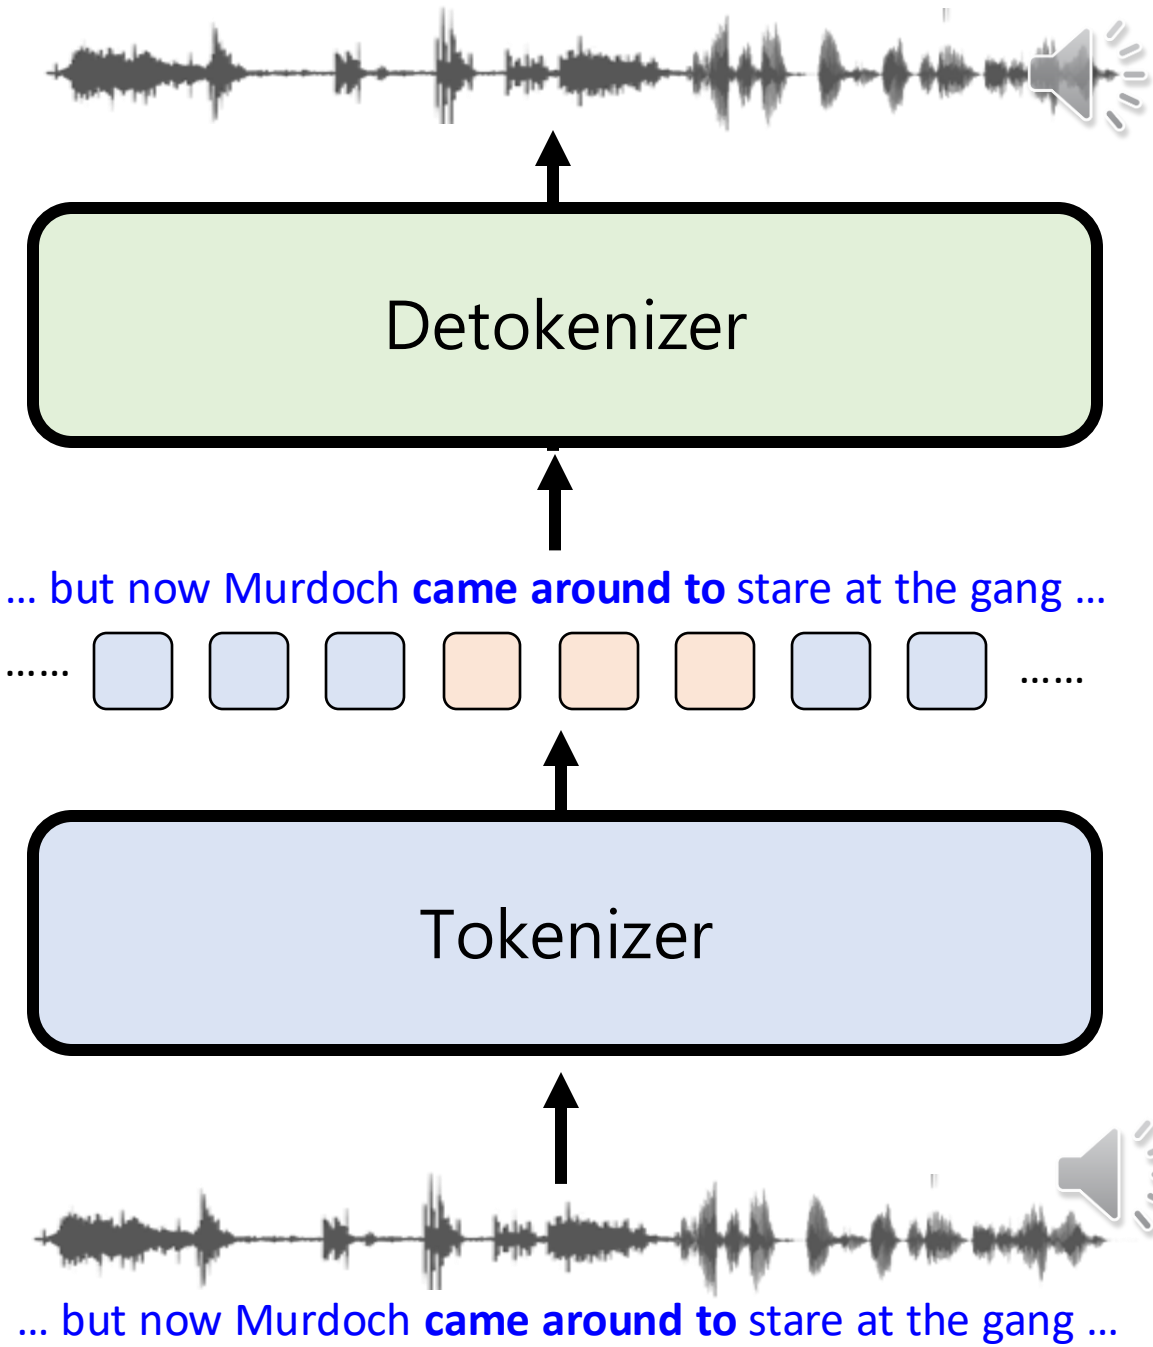 Detokenizer
... but now Murdoch came around to stare at the gang ...
...... ......
Tokenizer
... but now Murdoch came around to stare at the gang ...